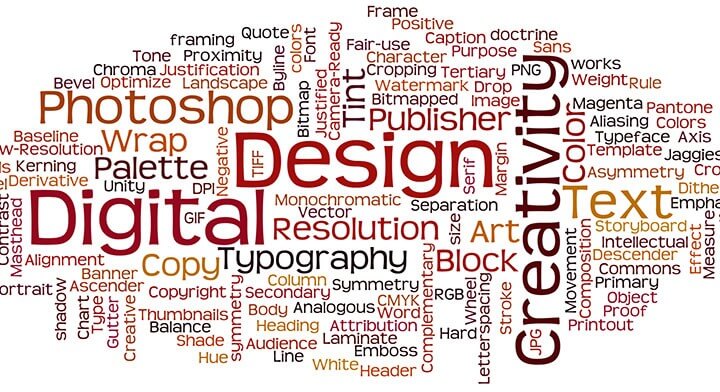 Frame
Positive
Quote
framing
Caption
doctrine
Tone
Proximity
Fair-use
Purpose
Sans
Chroma
Justification
Byline
colors
Font
Character
Cropping
Tertiary
PNG
works
Bevel
Optimize
Landscape
Bitmap
Justified
Camera-Ready
Tint
Watermark
Drop
Weight
Rule
Bitmapped
Image
Magenta
Pantone
Photoshop
Publisher
Creativity
Color
Aliasing
Colors
Baseline
Wrap
Negative
TIFF
Design
Serif
Margin
Typeface
Axis
w-Resolution
Template
Jaggies
Kerning
Palette
Asymmetry
Derivative
Unity
DPI
Monochromatic
Text
Dithe
Contrast
Masthead
Digital
GIF
Vector
Separation
Storyboard
Empha
Resolution
size
Art
Movement
Composition
Intellectual
Effect
Measure
Alignment
Copy
Typography
Block
Descender
Banner
Column
Symmetry
Commons
Ascender
Primary
ortrait
shadow
Chart
Type
Gutter
Creative
Copyright
symmetry
Secondary
CMYK
Complementary
RGB
Letterspacing
Wheel
Stroke
Object
Thumbnails
Body
Analogous
Word
Proof
Balance
Heading
Attribution
Hard
Printout
Shade
Audience
Laminate
JPG
Hue
Line
Emboss
White
Header